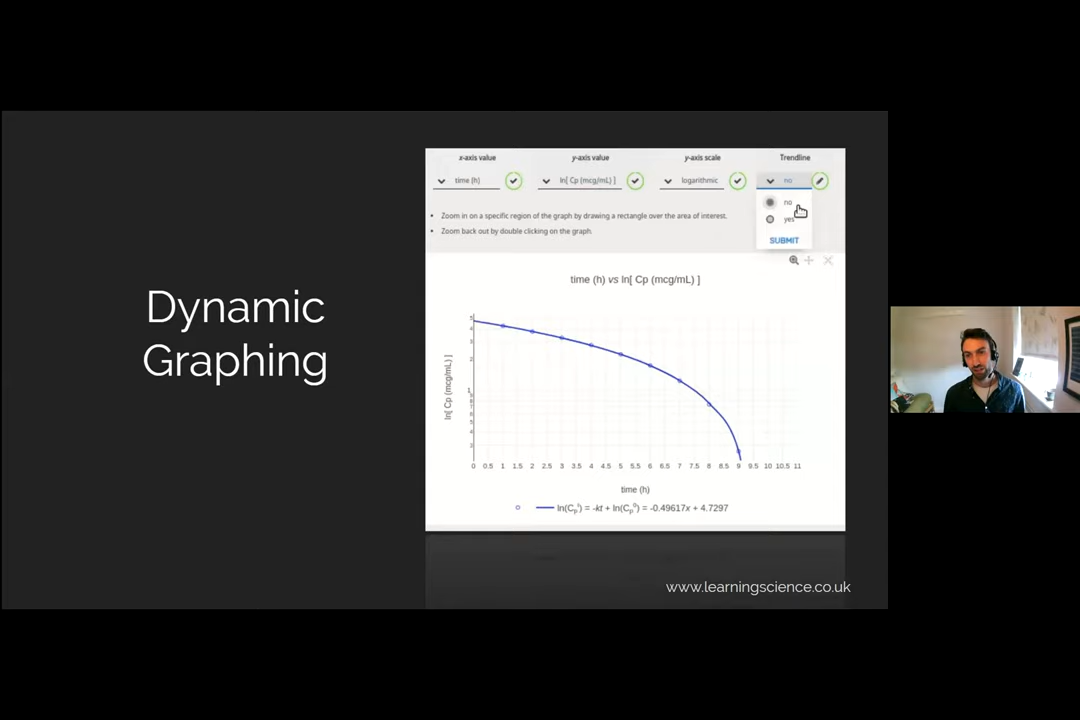 Dynamic
Graphing
x-axis value
y-axis value
y-axis scale
Trendline
time (h)
ln[ Cp (mcg/mL) ]
logarithmic
no
no
yes
SUBMIT
• Zoom in on a specific region of the graph by drawing a rectangle over the area of interest.
• Zoom back out by double clicking on the graph.
time (h) vs ln[ Cp (mcg/mL) ]
ln[ Cp (mcg/mL) ]
0 0.5 1 1.5 2 2.5 3 3.5 4 4.5 5 5.5 6 6.5 7 7.5 8 8.5 9 9.5 10 10.5 11
time (h)
ln(Cₚᵗ) = -kt + ln(Cₚ⁰) = -0.49617x + 4.7297
www.learningscience.co.uk